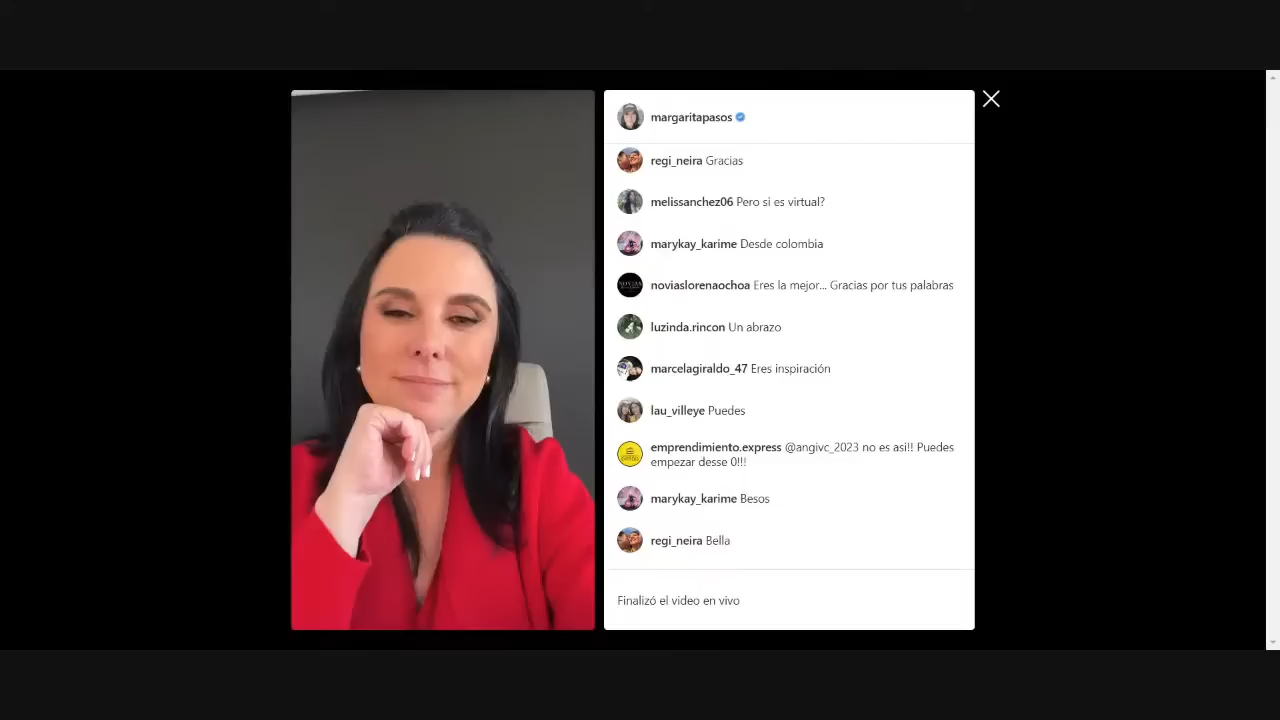 margaritapasos
regi_neira Gracias
melissanchez06 Pero si es virtual?
marykay_karime Desde colombia
noviaslorenaochoa Eres la mejor... Gracias por tus palabras
luzinda.rincon Un abrazo
marcelagiraldo_47 Eres inspiración
lau_villeye Puedes
emprendimiento.express @angivc_2023 no es asi!! Puedes
empezar desse 0!!!
marykay_karime Besos
regi_neira Bella
Finalizó el video en vivo